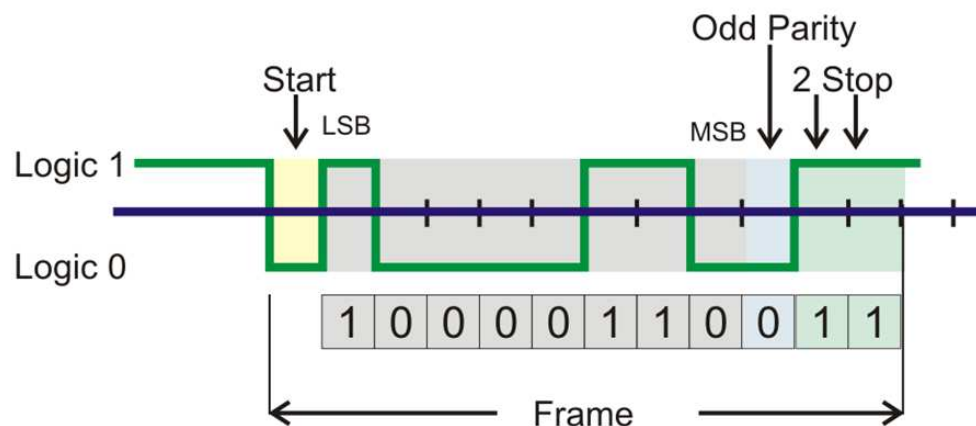 Odd Parity
Start
2 Stop
LSB
MSB
Logic 1
Logic 0
1 0 0 0 0 1 1 0 0 1 1
Frame